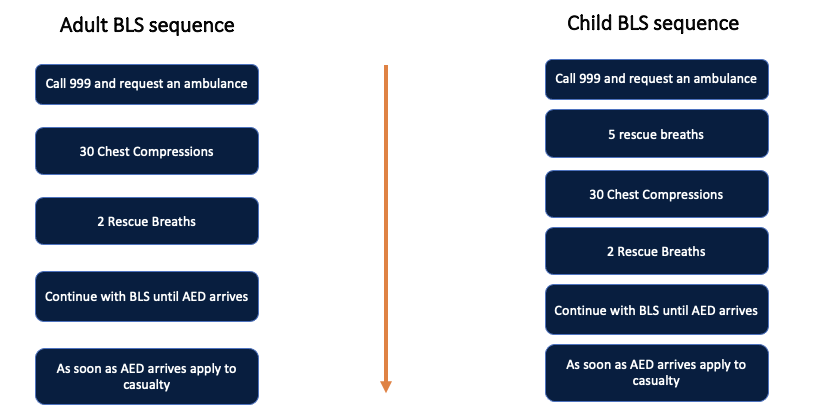 Adult BLS sequence
Call 999 and request an ambulance
30 Chest Compressions
2 Rescue Breaths
Continue with BLS until AED arrives
As soon as AED arrives apply to
casualty
Child BLS sequence
Call 999 and request an ambulance
5 rescue breaths
30 Chest Compressions
2 Rescue Breaths
Continue with BLS until AED arrives
As soon as AED arrives apply to
casualty